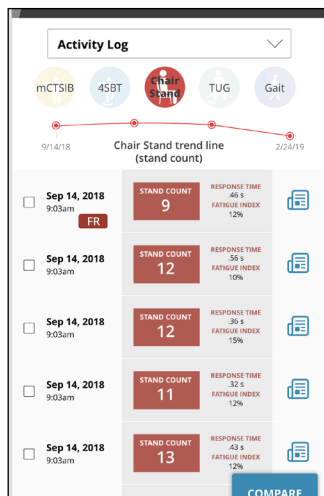 Activity Log
mCTSIB
4SBT
Chair
Stand
TUG
Gait
9/14/18
Chair Stand trend line
(stand count)
2/24/19
Sep 14, 2018
9:03am
FR
STAND COUNT
9
RESPONSE TIME
.46 s
FATIGUE INDEX
12%
Sep 14, 2018
9:03am
STAND COUNT
12
RESPONSE TIME
.56 s
FATIGUE INDEX
10%
Sep 14, 2018
9:03am
STAND COUNT
12
RESPONSE TIME
.36 s
FATIGUE INDEX
15%
Sep 14, 2018
9:03am
STAND COUNT
11
RESPONSE TIME
.32 s
FATIGUE INDEX
12%
Sep 14, 2018
9:03am
STAND COUNT
13
RESPONSE TIME
.43 s
FATIGUE INDEX
12%
COMPARE